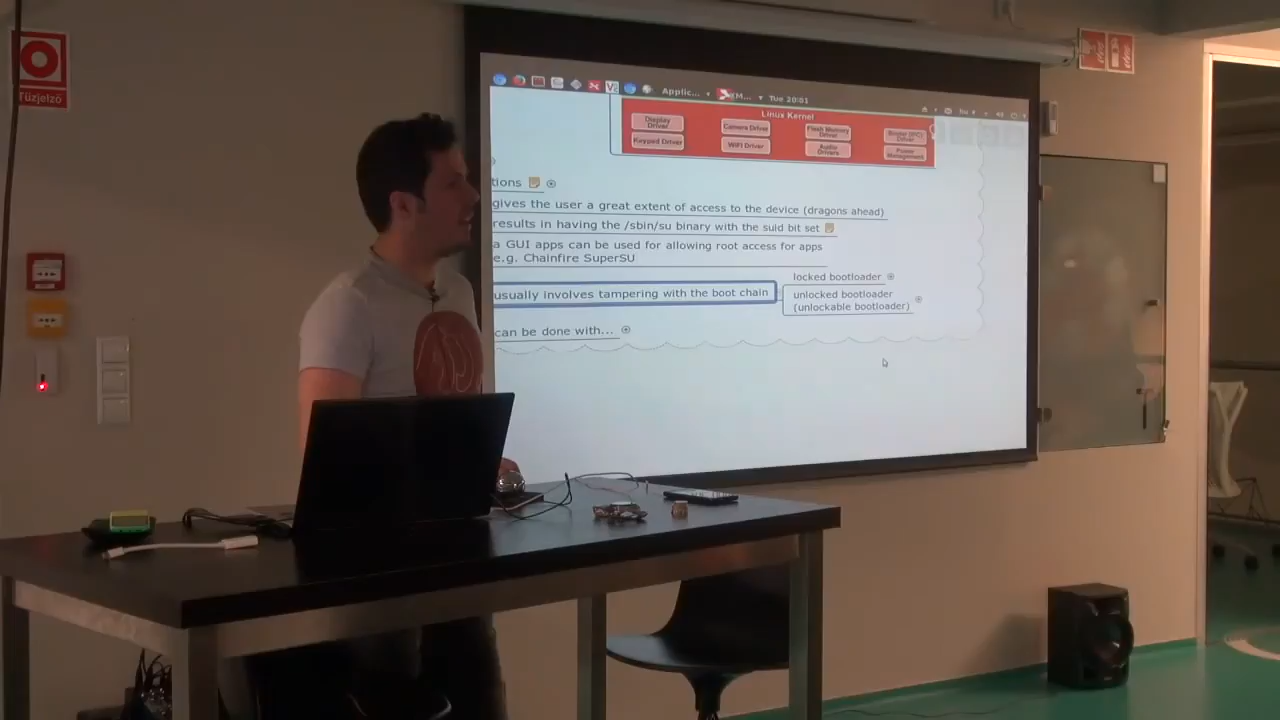 Tűzjelző
Applic...
M...
Tue 20:51
Linux Kernel
Display
Driver
Camera Driver
Flash Memory
Driver
Binder (IPC)
Driver
Keypad Driver
WiFi Driver
Audio
Drivers
Power
Management
tions
gives the user a great extent of access to the device (dragons ahead)
results in having the /sbin/su binary with the suid bit set
a GUI apps can be used for allowing root access for apps
e.g. Chainfire SuperSU
locked bootloader
usually involves tampering with the boot chain
unlocked bootloader
(unlockable bootloader)
can be done with...